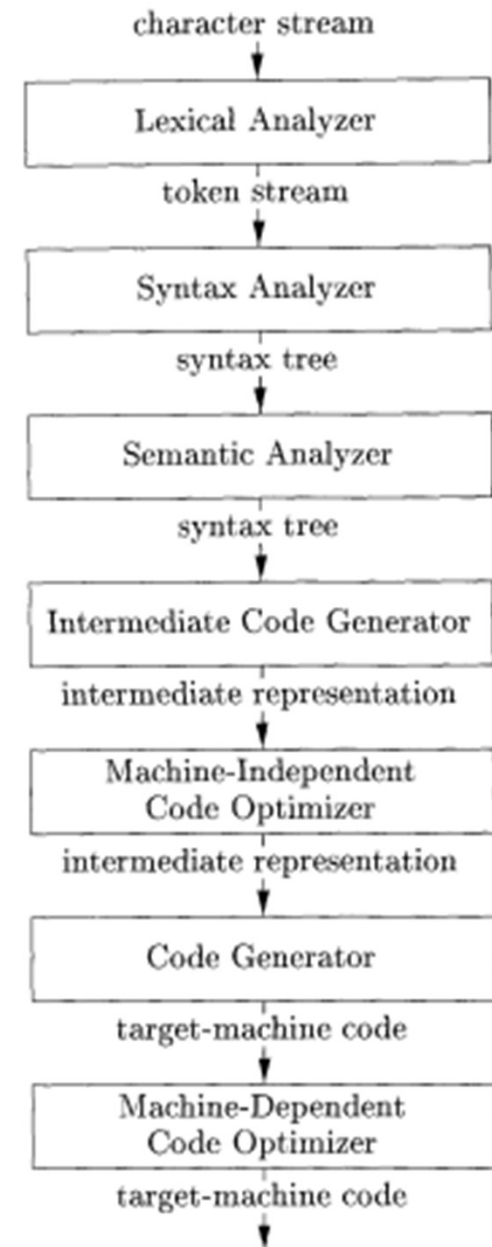 character stream
Lexical Analyzer
token stream
Syntax Analyzer
syntax tree
Semantic Analyzer
syntax tree
Intermediate Code Generator
intermediate representation
Machine-Independent
Code Optimizer
intermediate representation
Code Generator
target-machine code
Machine-Dependent
Code Optimizer
target-machine code